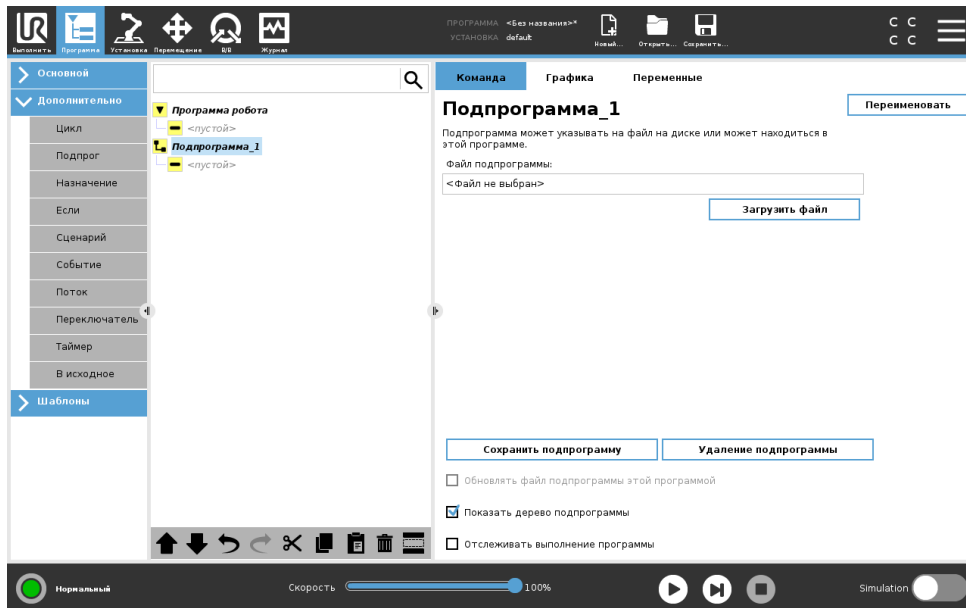 ПРОГРАММА <Без названия>*
УСТАНОВКА default
Выполнить
Программа
Установка
Перемещение
В/В
Журнал
Новый...
Открыть...
Сохранить...
C C
C C
Основной
Дополнительно
Цикл
Подпрог
Назначение
Если
Сценарий
Событие
Поток
Переключатель
Таймер
В исходное
Шаблоны
Программа робота
<пустой>
Подпрограмма_1
<пустой>
Команда
Графика
Переменные
Подпрограмма_1
Переименовать
Подпрограмма может указывать на файл на диске или может находиться в
этой программе.
Файл подпрограммы:
<Файл не выбран>
Загрузить файл
Сохранить подпрограмму
Удаление подпрограммы
Обновлять файл подпрограммы этой программой
Показать дерево подпрограммы
Отслеживать выполнение программы
Нормальный
Скорость
100%
Simulation